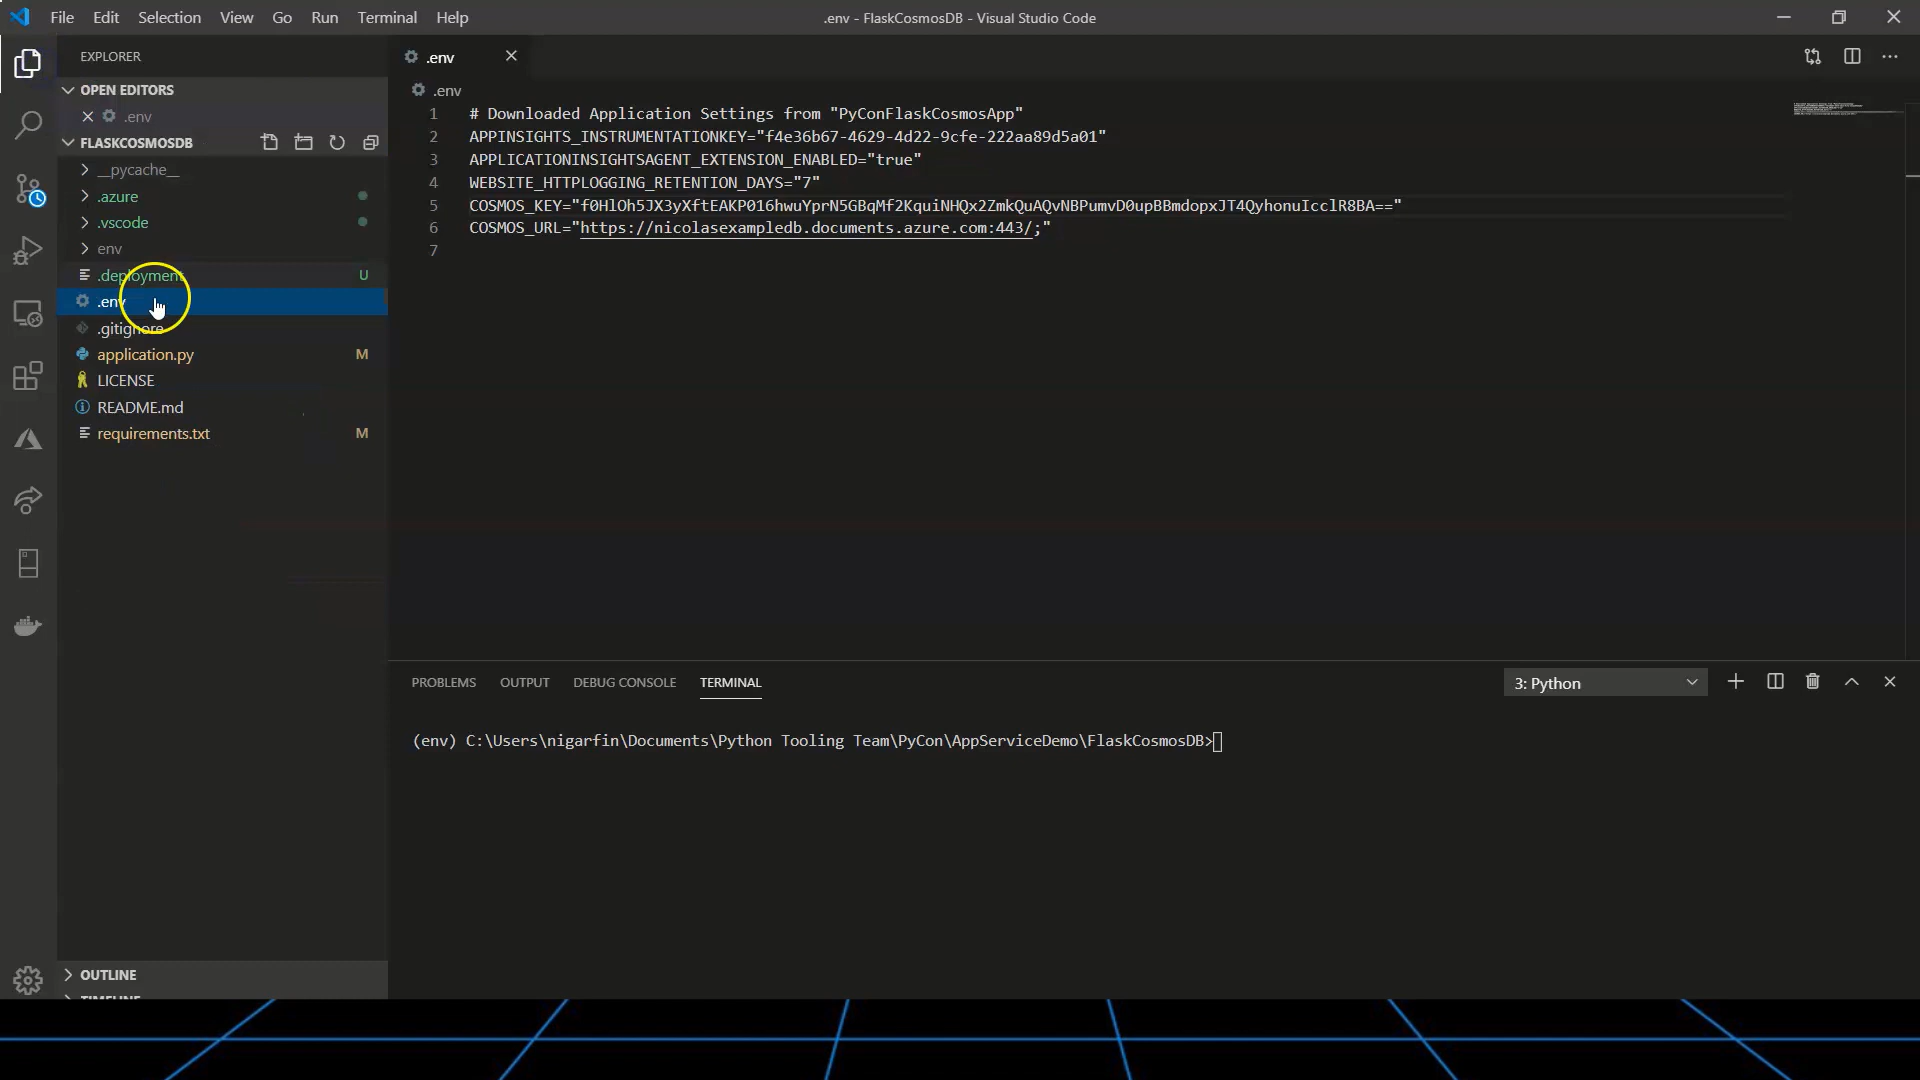 File Edit Selection View Go Run Terminal Help
.env - FlaskCosmosDB - Visual Studio Code
EXPLORER
OPEN EDITORS
.env
FLASKCOSMOSDB
__pycache__
.azure
.vscode
env
.deployment U
.env
.gitignore
application.py M
LICENSE
README.md
requirements.txt M
OUTLINE
TIMELINE
.env
.env
1 # Downloaded Application Settings from "PyConFlaskCosmosApp"
2 APPINSIGHTS_INSTRUMENTATIONKEY="f4e36b67-4629-4d22-9cfe-222aa89d5a01"
3 APPLICATIONINSIGHTSAGENT_EXTENSION_ENABLED="true"
4 WEBSITE_HTTPLOGGING_RETENTION_DAYS="7"
5 COSMOS_KEY="f0HlOh5JX3yXftEAKP016hwuYprN5GBqMf2KquiNHQx2ZmkQuAQvNBPumvD0upBBmdopxJT4QyhonuIcclR8BA=="
6 COSMOS_URL="https://nicolasexampledb.documents.azure.com:443/;"
7
PROBLEMS OUTPUT DEBUG CONSOLE TERMINAL
3: Python
(env) C:\Users\nigarfin\Documents\Python Tooling Team\PyCon\AppServiceDemo\FlaskCosmosDB>